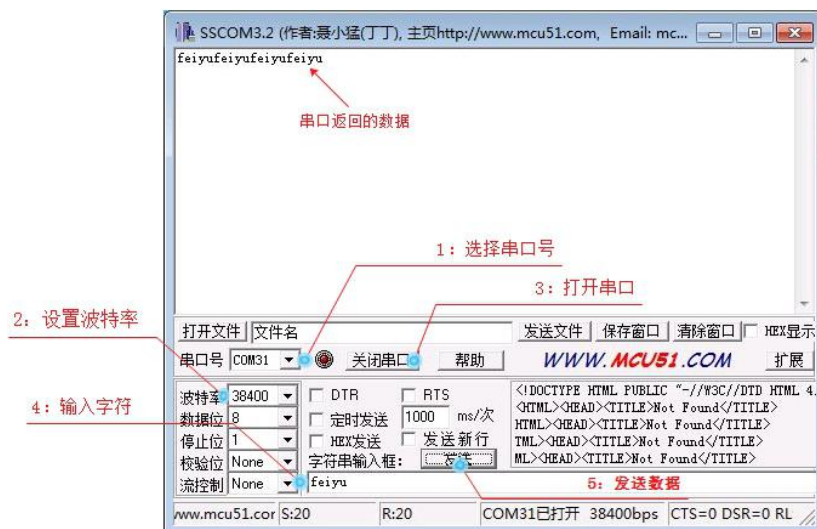 SSCOM3.2 (作者:聂小猛(丁丁), 主页http://www.mcu51.com, Email: mc...
feiyufeiyufeiyufeiyu
串口返回的数据
1: 选择串口号
3: 打开串口
2: 设置波特率
打开文件 文件名 发送文件 保存窗口 清除窗口 HEX显示
串口号 COM31 关闭串口 帮助 WWW.MCU51.COM 扩展
4: 输入字符
波特率 38400 DTR RTS
数据位 8 定时发送 1000 ms/次
停止位 1 HEX发送 发送新行
校验位 None 字符串输入框: 发送
流控制 None feiyu
<!DOCTYPE HTML PUBLIC "-//W3C//DTD HTML 4.
<HTML><HEAD><TITLE>Not Found</TITLE>
HTML><HEAD><TITLE>Not Found</TITLE>
TML><HEAD><TITLE>Not Found</TITLE>
ML><HEAD><TITLE>Not Found</TITLE>
5: 发送数据
www.mcu51.cor S:20 R:20 COM31已打开 38400bps CTS=0 DSR=0 RL